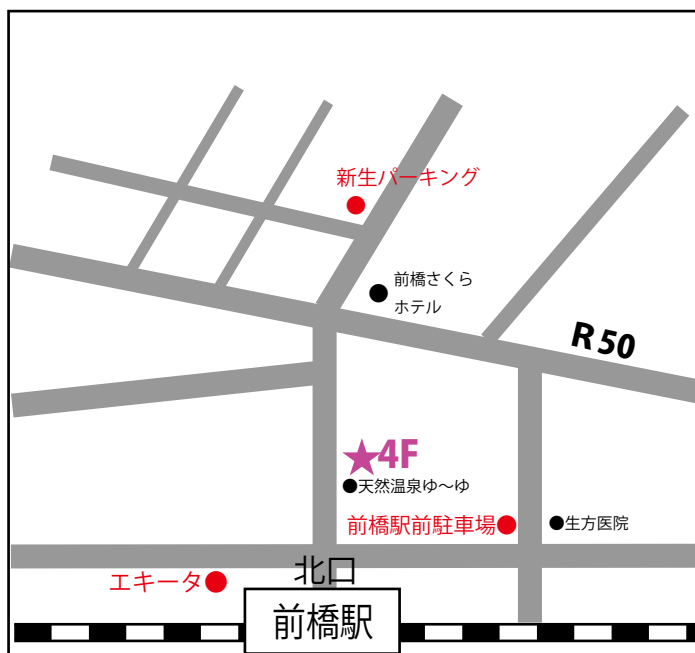 新生パーキング
前橋さくら
ホテル
R50
★4F
●天然温泉ゆ〜ゆ
前橋駅前駐車場●
●生方医院
北口
エキータ●
前橋駅